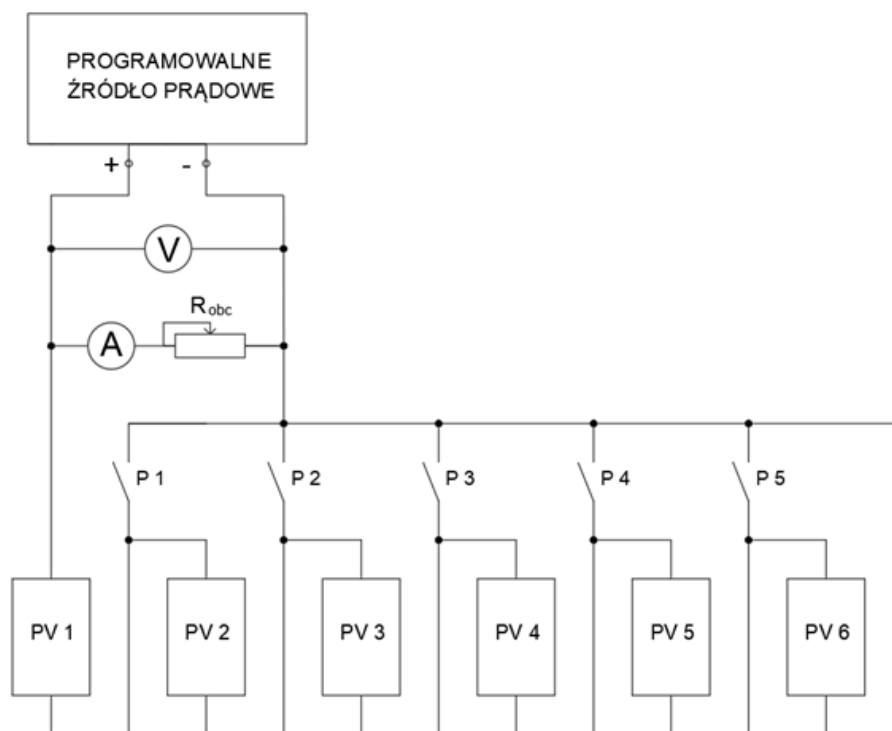 PROGRAMOWALNE
ŹRÓDŁO PRĄDOWE
+ -
V
R obc
A
P 1 P 2 P 3 P 4 P 5
PV 1 PV 2 PV 3 PV 4 PV 5 PV 6